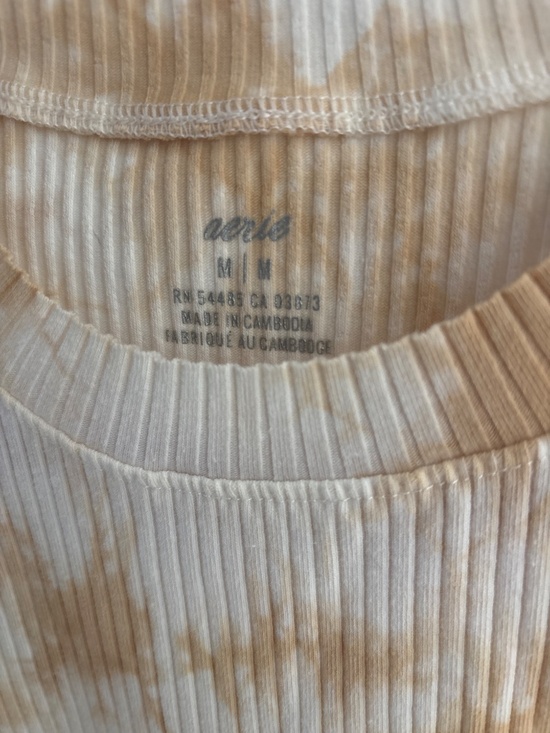 aerie
M | M
RN 54485 CA 03673
MADE IN CAMBODIA
FABRIQUÉ AU CAMBODGE